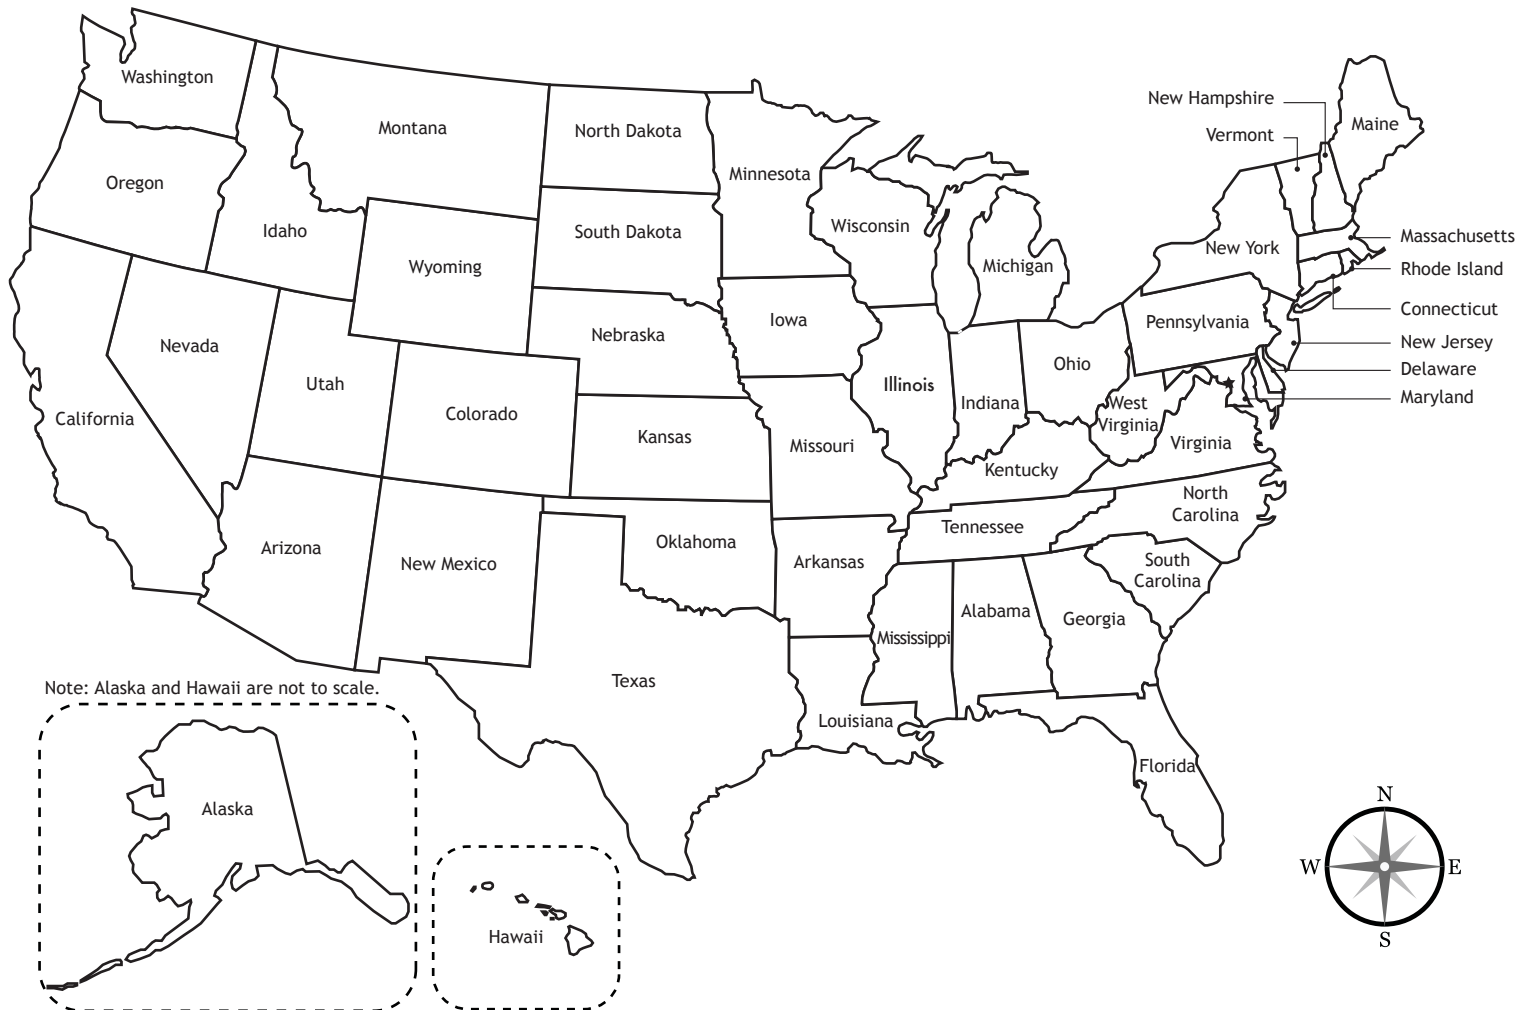 Washington
Montana
North Dakota
Minnesota
New Hampshire
Vermont
Maine
Oregon
Idaho
Wyoming
South Dakota
Wisconsin
Michigan
New York
Massachusetts
Rhode Island
Connecticut
New Jersey
Delaware
Maryland
Nevada
Utah
Colorado
Nebraska
Iowa
Illinois
Indiana
Ohio
Pennsylvania
California
Kansas
Missouri
Kentucky
West
Virginia
Virginia
Arizona
New Mexico
Oklahoma
Arkansas
Tennessee
North
Carolina
South
Carolina
Texas
Louisiana
Mississippi
Alabama
Georgia
Florida
Note: Alaska and Hawaii are not to scale.
Alaska
Hawaii
N
W
E
S